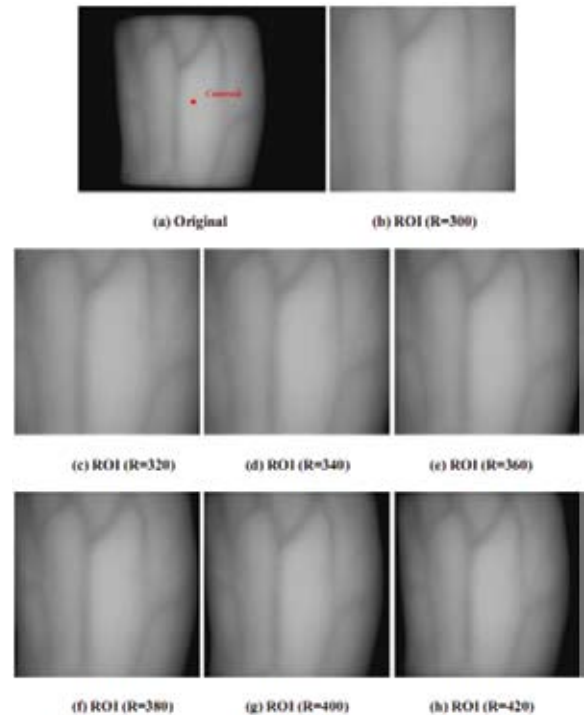 Centroid
(a) Original
(b) ROI (R=300)
(c) ROI (R=320)
(d) ROI (R=340)
(e) ROI (R=360)
(f) ROI (R=380)
(g) ROI (R=400)
(h) ROI (R=420)